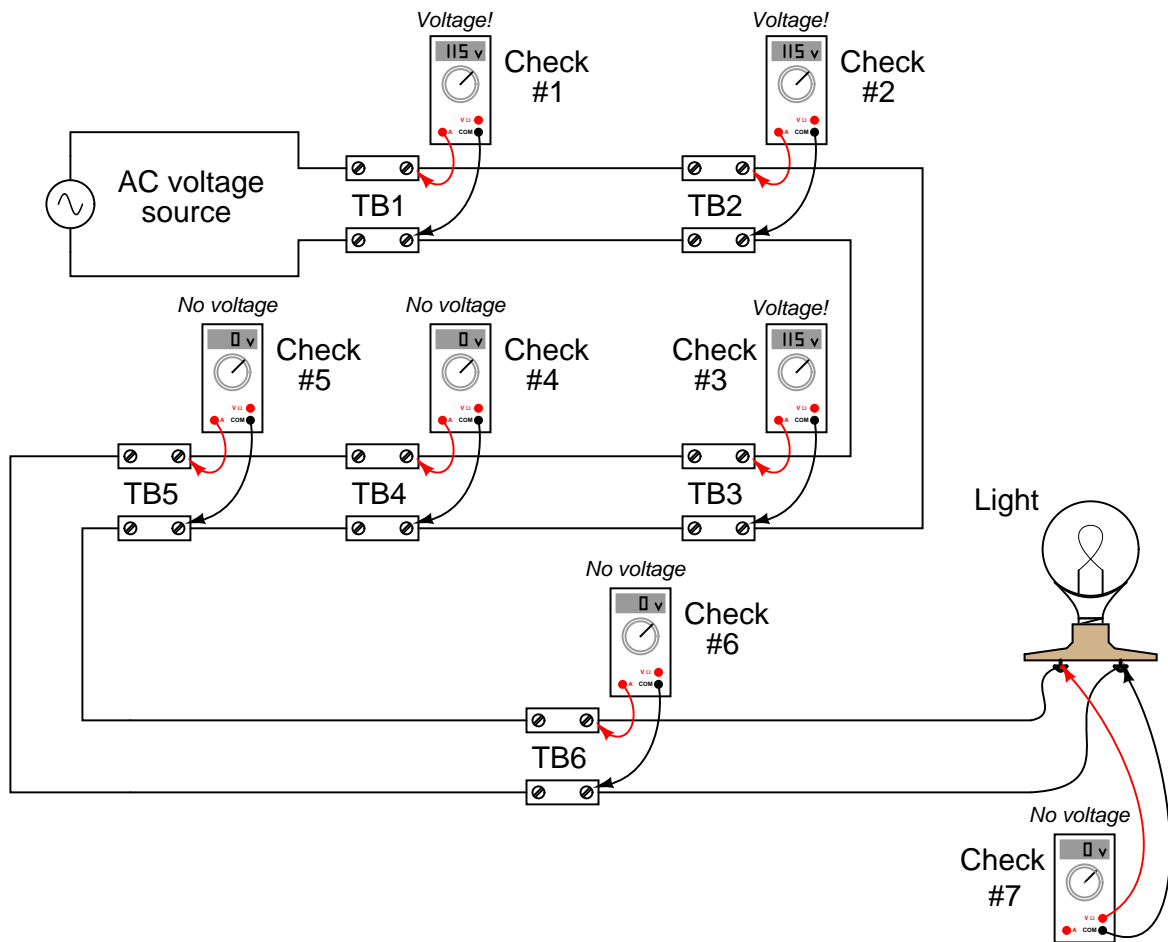 Voltage!
115 v
Check
#1
V Ω
A COM
Voltage!
115 v
Check
#2
V Ω
A COM
AC voltage
source
TB1
TB2
No voltage
0 v
Check
#5
V Ω
A COM
No voltage
0 v
Check
#4
V Ω
A COM
Voltage!
115 v
Check
#3
V Ω
A COM
TB5
TB4
TB3
Light
No voltage
0 v
Check
#6
V Ω
A COM
TB6
No voltage
0 v
Check
#7
V Ω
A COM